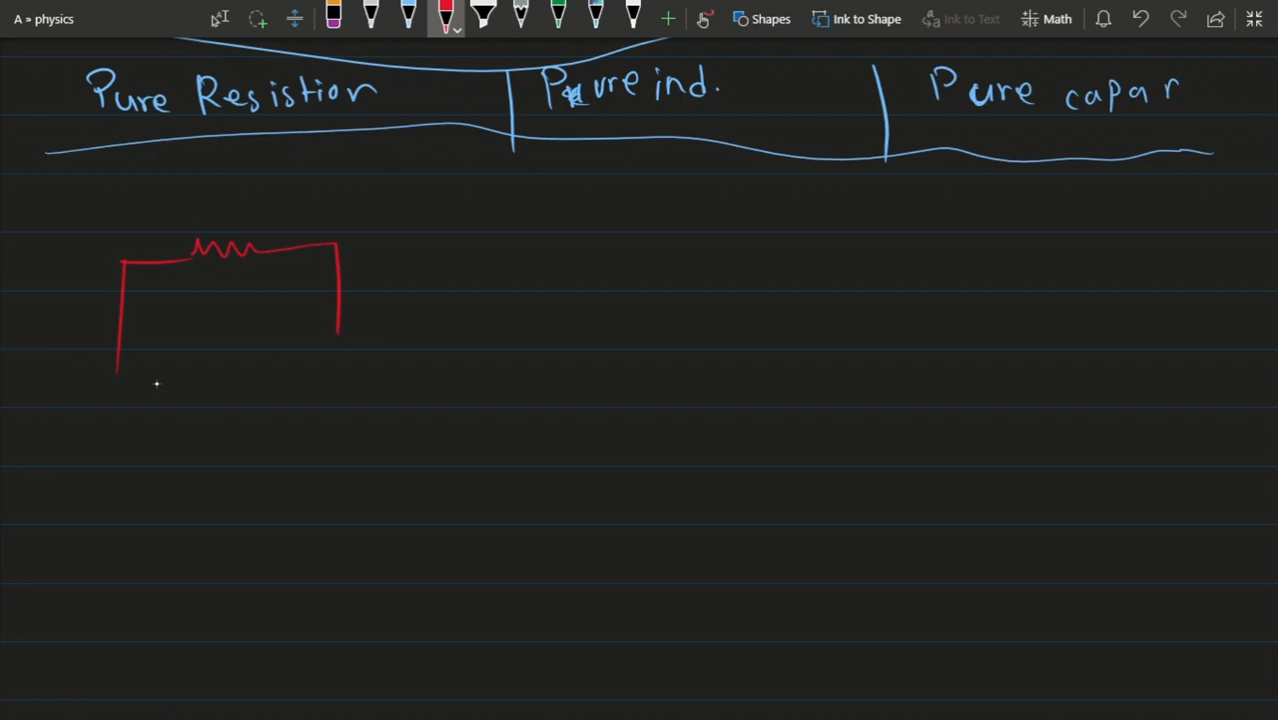 A » physics
Shapes
Ink to Shape
Ink to Text
Math
Pure Resistion
Pure ind.
Pure capar